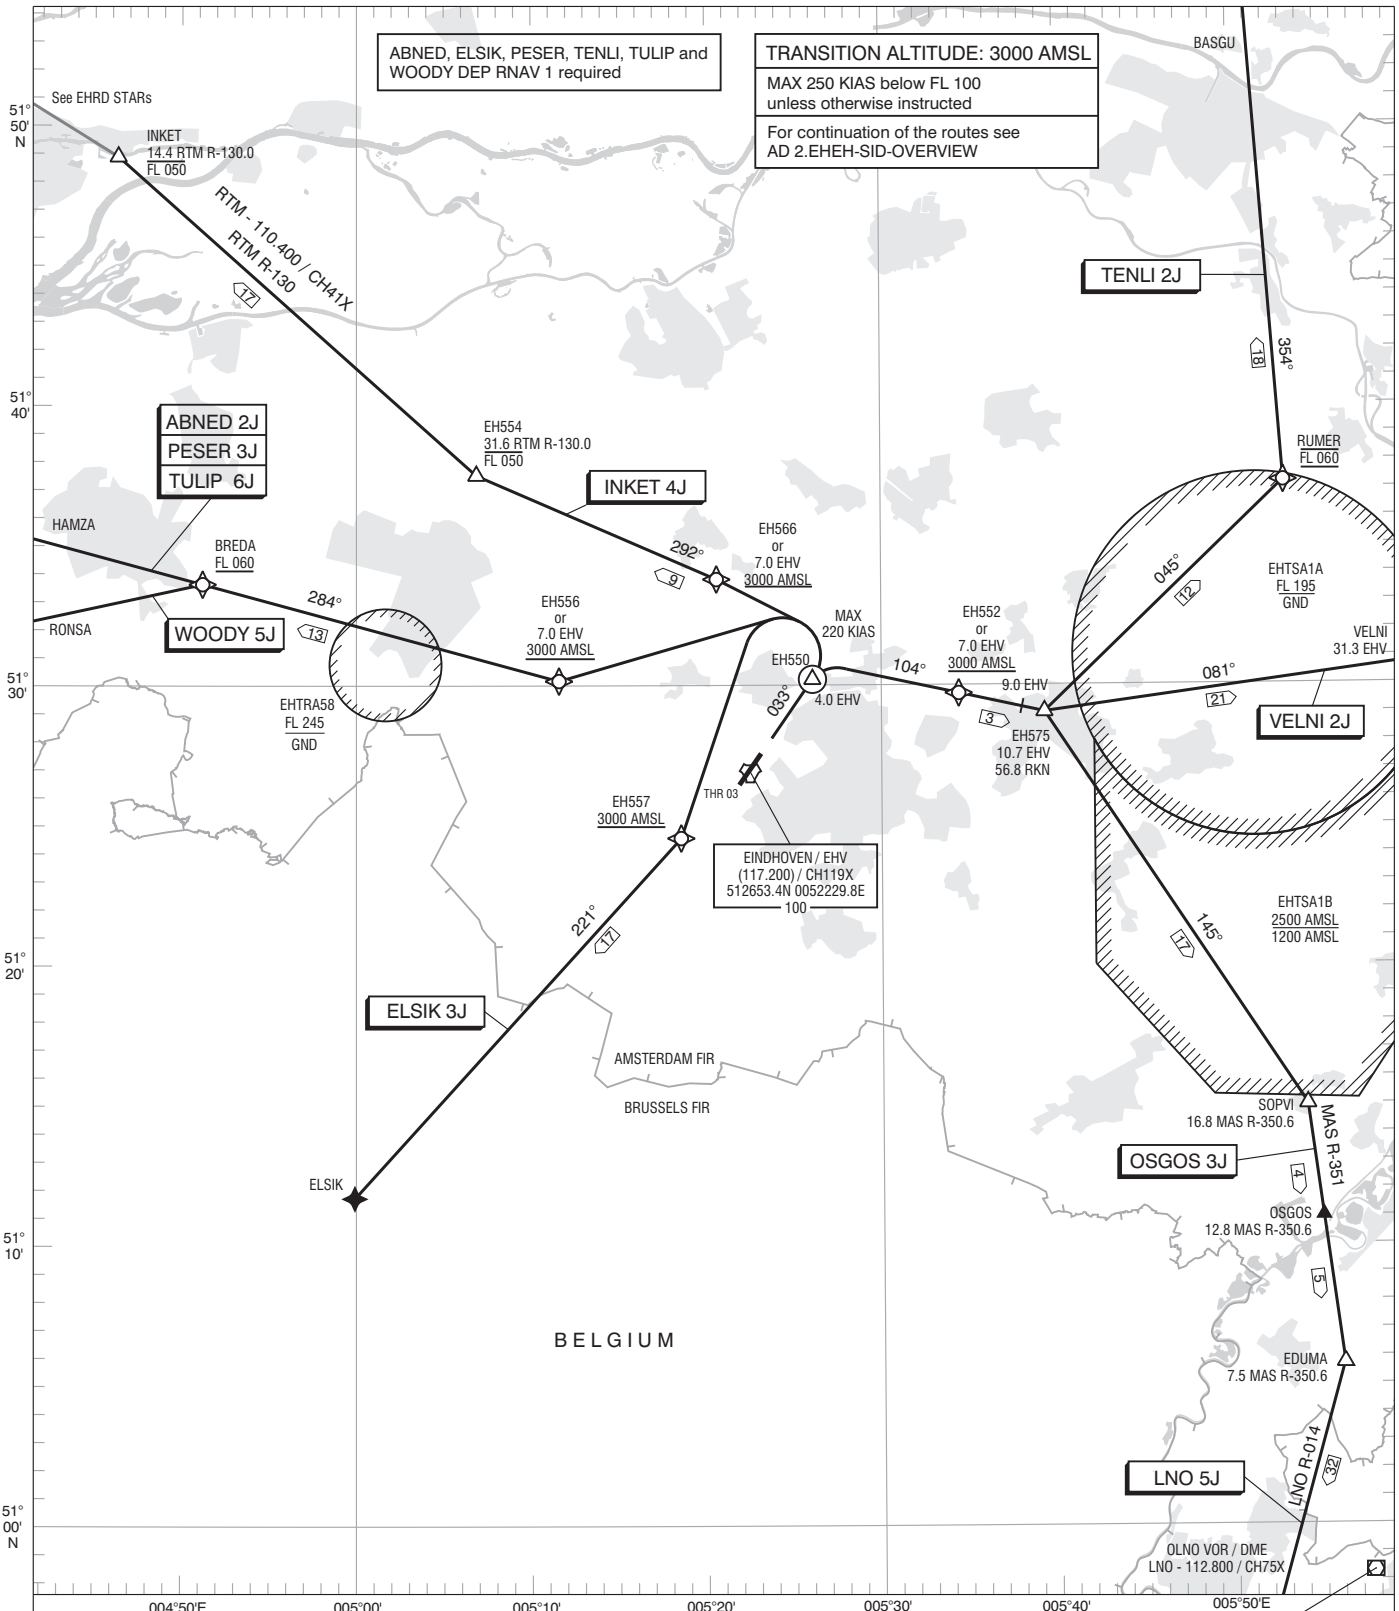 ABNED, ELSIK, PESER, TENLI, TULIP and
WOODY DEP RNAV 1 required
TRANSITION ALTITUDE: 3000 AMSL
MAX 250 KIAS below FL 100
unless otherwise instructed
For continuation of the routes see
AD 2.EHEH-SID-OVERVIEW
BASGU
See EHRD STARs
51°
50'
N
INKET
14.4 RTM R-130.0
FL 050
RTM - 110.400 / CH41X
RTM R-130
17
TENLI 2J
18
354°
51°
40'
ABNED 2J
PESER 3J
TULIP 6J
EH554
31.6 RTM R-130.0
FL 050
INKET 4J
RUMER
FL 060
HAMZA
BREDA
FL 060
292°
9
EH566
or
7.0 EHV
3000 AMSL
045°
12
EHTSA1A
FL 195
GND
284°
13
RONSA
WOODY 5J
EH556
or
7.0 EHV
3000 AMSL
MAX
220 KIAS
EH552
or
7.0 EHV
3000 AMSL
VELNI
31.3 EHV
51°
30'
EH550
4.0 EHV
033°
104°
9.0 EHV
3
081°
21
EHTRA58
FL 245
GND
VELNI 2J
EH575
10.7 EHV
56.8 RKN
THR 03
EH557
3000 AMSL
EINDHOVEN / EHV
(117.200) / CH119X
512653.4N 0052229.8E
100
221°
17
145°
17
EHTSA1B
2500 AMSL
1200 AMSL
51°
20'
ELSIK 3J
AMSTERDAM FIR
BRUSSELS FIR
SOPVI
16.8 MAS R-350.6
MAS R-351
OSGOS 3J
4
ELSIK
OSGOS
12.8 MAS R-350.6
51°
10'
5
BELGIUM
EDUMA
7.5 MAS R-350.6
LNO R-014
32
LNO 5J
51°
00'
N
OLNO VOR / DME
LNO - 112.800 / CH75X
004°50'E
005°00'
005°10'
005°20'
005°30'
005°40'
005°50'E